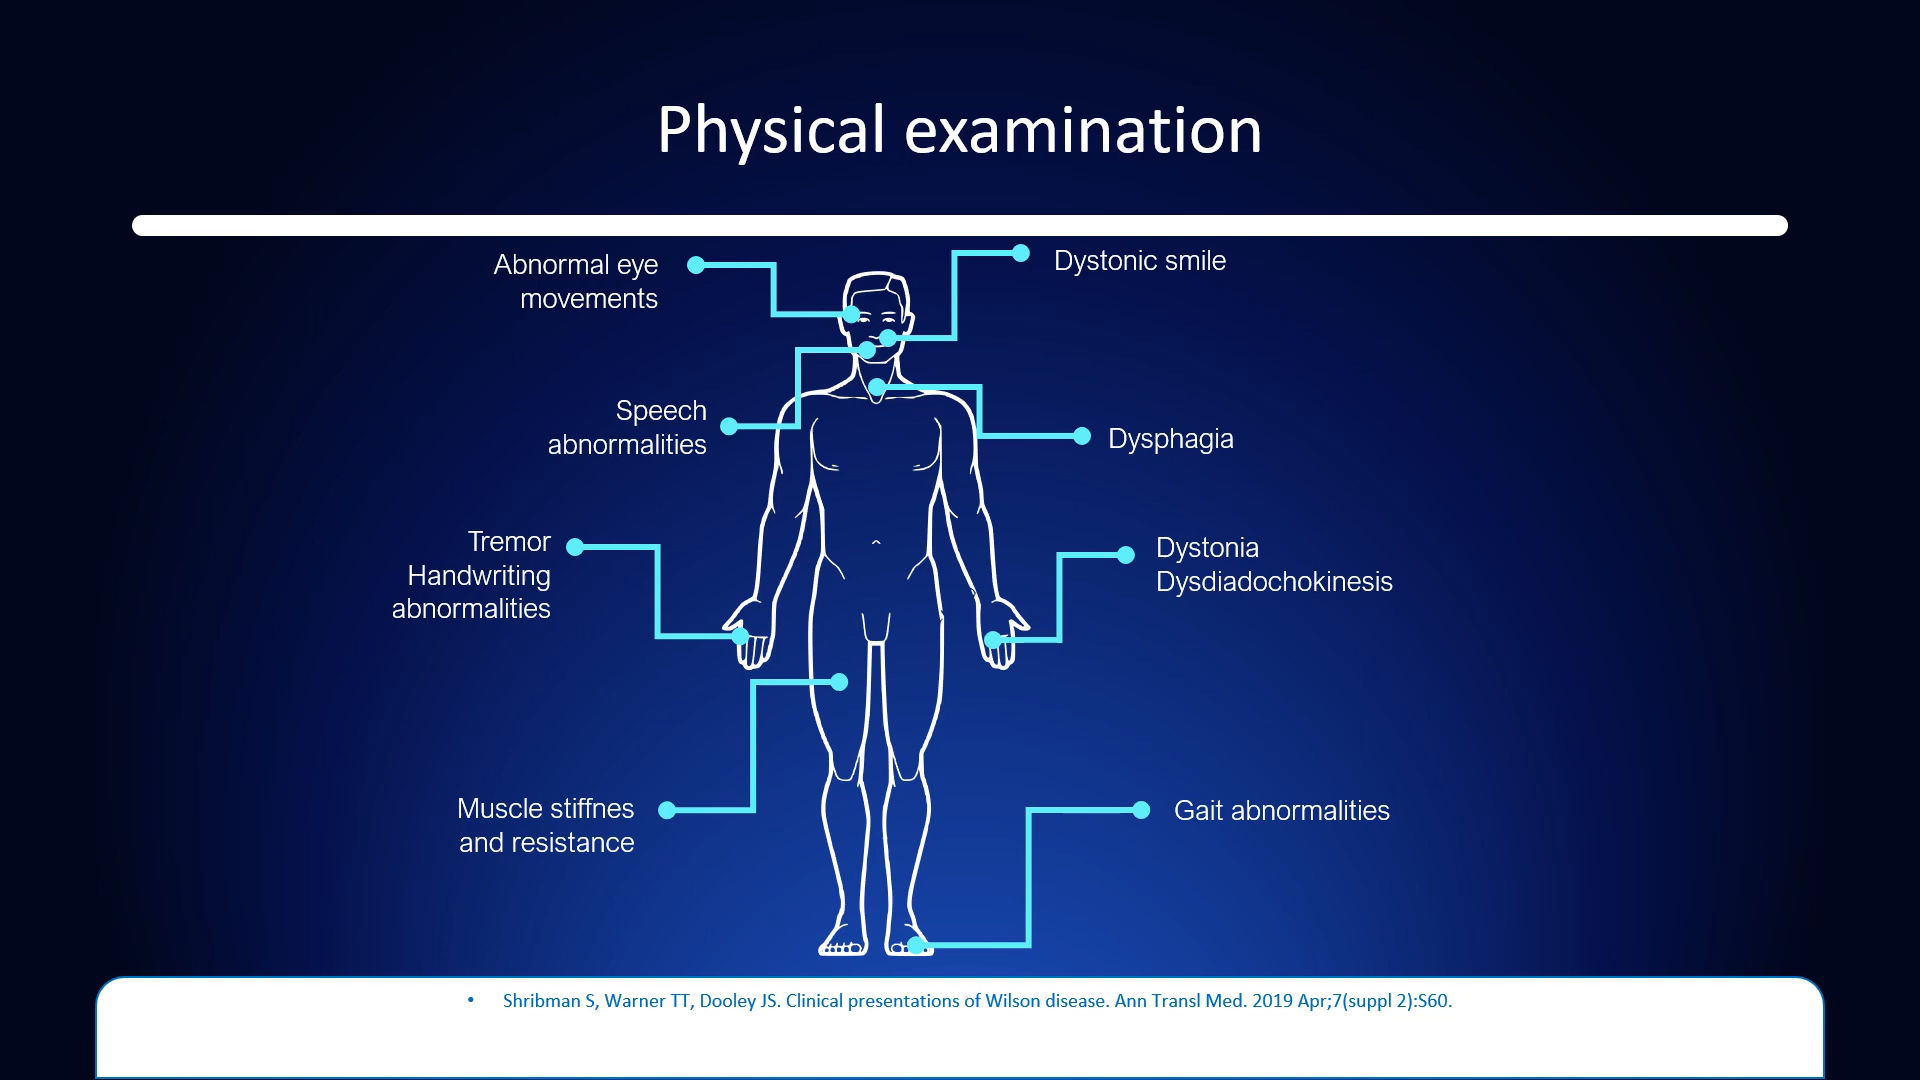 Physical examination
Abnormal eye
movements
Dystonic smile
Speech
abnormalities
Dysphagia
Tremor
Handwriting
abnormalities
Dystonia
Dysdiadochokinesis
Muscle stiffnes
and resistance
Gait abnormalities
• Shribman S, Warner TT, Dooley JS. Clinical presentations of Wilson disease. Ann Transl Med. 2019 Apr;7(suppl 2):S60.